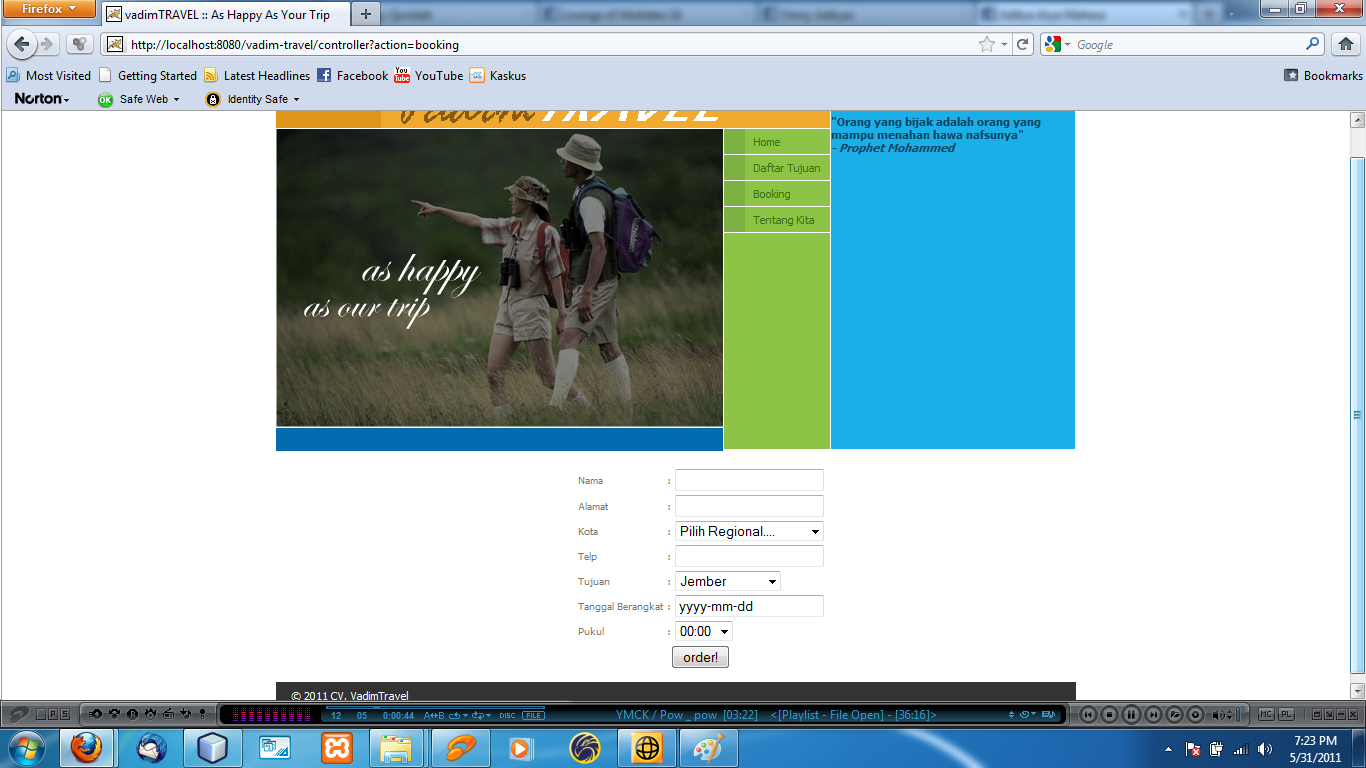 Firefox
vadimTRAVEL :: As Happy As Your Trip
http://localhost:8080/vadim-travel/controller?action=booking
Google
Most Visited
Getting Started
Latest Headlines
Facebook
YouTube
Kaskus
Bookmarks
Norton
OK
Safe Web
Identity Safe
vadimTRAVEL
"Orang yang bijak adalah orang yang
mampu menahan hawa nafsunya"
- Prophet Mohammed
Home
Daftar Tujuan
Booking
Tentang Kita
as happy
as our trip
Nama :
Alamat :
Kota : Pilih Regional....
Telp :
Tujuan : Jember
Tanggal Berangkat : yyyy-mm-dd
Pukul : 00:00
order!
© 2011 CV. VadimTravel
P S
12 05 0:00:44 A↔B DISC FILE
YMCK / Pow _ pow [03:22] <[Playlist - File Open] - [36:16]>
MC PL
7:23 PM
5/31/2011